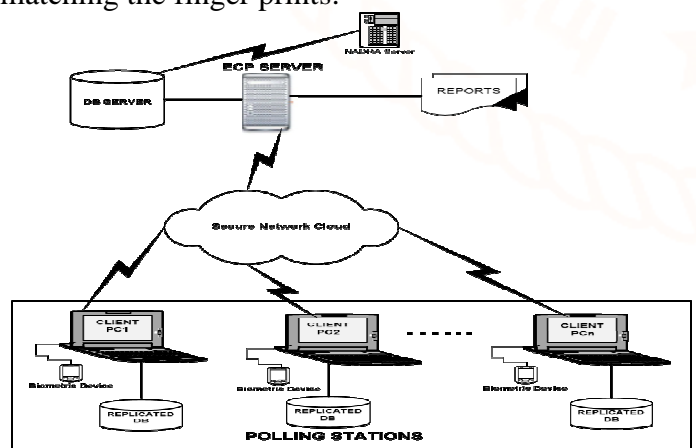 matching the finger prints.
NADRA Server
ECP SERVER
DB SERVER
REPORTS
Secure Network Cloud
CLIENT
PC1
CLIENT
PC2
CLIENT
PCn
Biometric Device
Biometric Device
Biometric Device
REPLICATED
DB
REPLICATED
DB
REPLICATED
DB
POLLING STATIONS